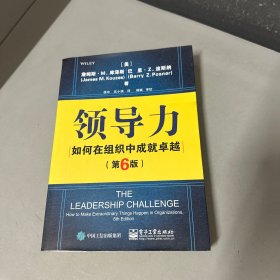 WILEY
[美]
詹姆斯·M.库泽斯 巴里·Z.波斯纳
(James M. Kouzes) (Barry Z. Posner)
著
领导力
如何在组织中成就卓越
(第6版)
THE
LEADERSHIP CHALLENGE
How to Make Extraordinary Things Happen in Organizations,
6th Edition
中国工信出版集团 电子工业出版社